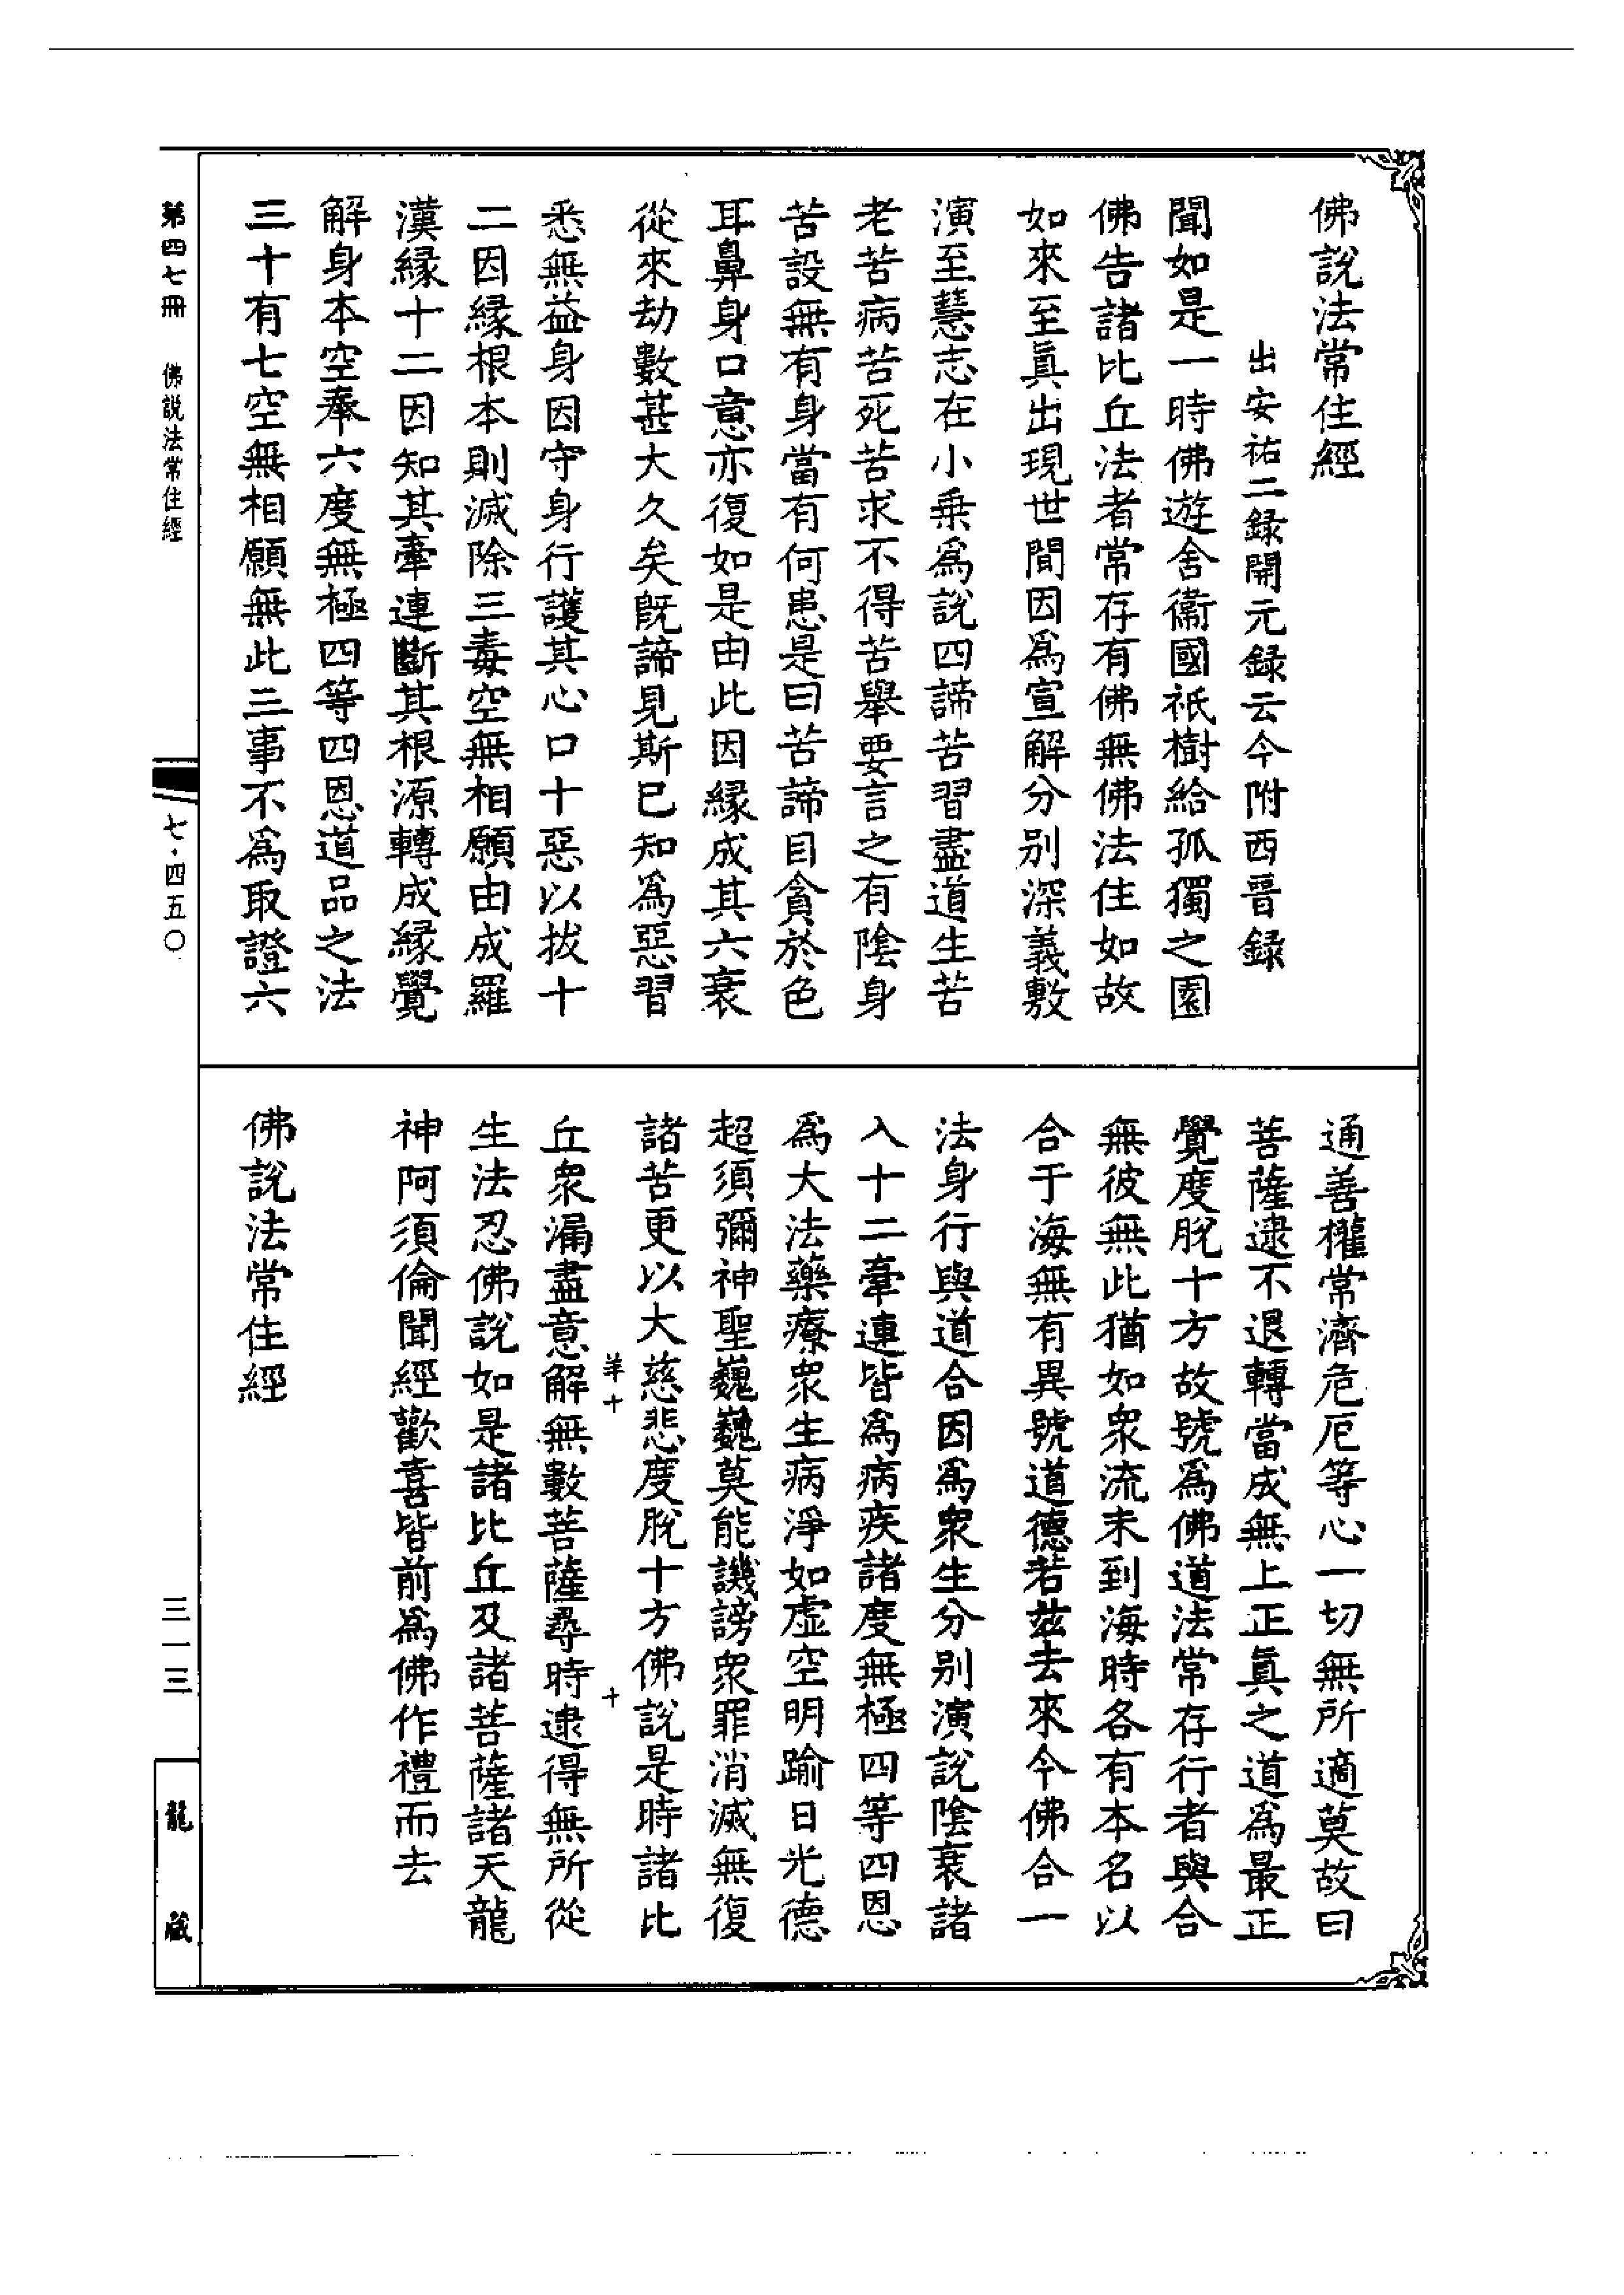 佛說法常住經
出安祐二録開元録云今附西晉録
聞如是一時佛遊舍衞國祇樹給孤獨之園
佛告諸比丘法者常存有佛無佛法住如故
如來至眞出現世間因爲宣解分别深義敷
演至慧志在小乗爲說四諦苦習盡道生苦
老苦病苦死苦求不得苦舉要言之有隂身
苦設無有身當有何患是曰苦諦目貪於色
耳鼻身口意亦復如是由此因緣成其六衰
從來劫數甚大久矣旣諦見斯已知爲惡習
悉無益身因守身行護其心口十惡以拔十
二因緣根本則滅除三毒空無相願由成羅
漢緣十二因知其牽連斷其根源轉成緣覺
解身本空奉六度無極四等四恩道品之法
三十有七空無相願無此三事不爲取證六
通善權常濟危厄等心一切無所適莫故曰
菩薩逮不退轉當成無上正眞之道爲最正
覺度脫十方故號爲佛道法常存行者與合
無彼無此猶如衆流未到海時各有本名以
合于海無有異號道德若兹去來今佛合一
法身行與道合因爲衆生分别演說隂衰諸
入十二牽連皆爲病疾諸度無極四等四恩
爲大法藥療衆生病淨如虛空明踰日光德
超須彌神聖巍巍莫能譏謗衆罪消滅無復
諸苦更以大慈悲度脫十方佛說是時諸比
羊十
十
丘衆漏盡意解無數菩薩尋時逮得無所從
生法忍佛說如是諸比丘及諸菩薩諸天龍
神阿須倫聞經歡喜皆前爲佛作禮而去
佛說法常住經
第四七冊　佛説法常住經
七·四五〇
三一三
龍藏